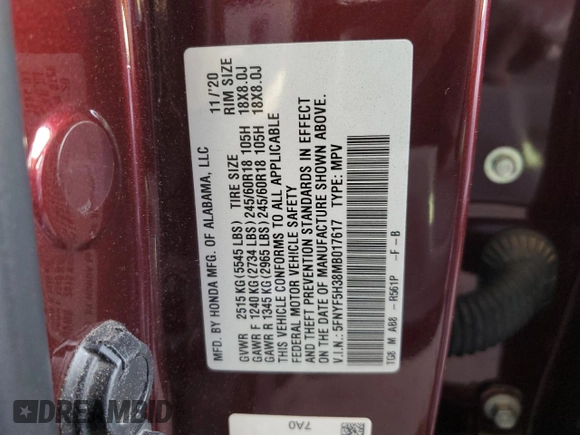 MFD. BY HONDA MFG. OF ALABAMA, LLC 11/'20
TIRE SIZE RIM SIZE
GVWR 2515 KG(5545 LBS)
GAWR F 1240 KG(2734 LBS)245/60R18 105H 18X8.0J
GAWR R 1345 KG(2965 LBS)245/60R18 105H 18X8.0J
THIS VEHICLE CONFORMS TO ALL APPLICABLE
FEDERAL MOTOR VEHICLE SAFETY
AND THEFT PREVENTION STANDARDS IN EFFECT
ON THE DATE OF MANUFACTURE SHOWN ABOVE.
V.I.N.: 5FNYF5H38MB017617 TYPE: MPV
TG8 M A88 -R561P -F -B
7A0
DREAMBID